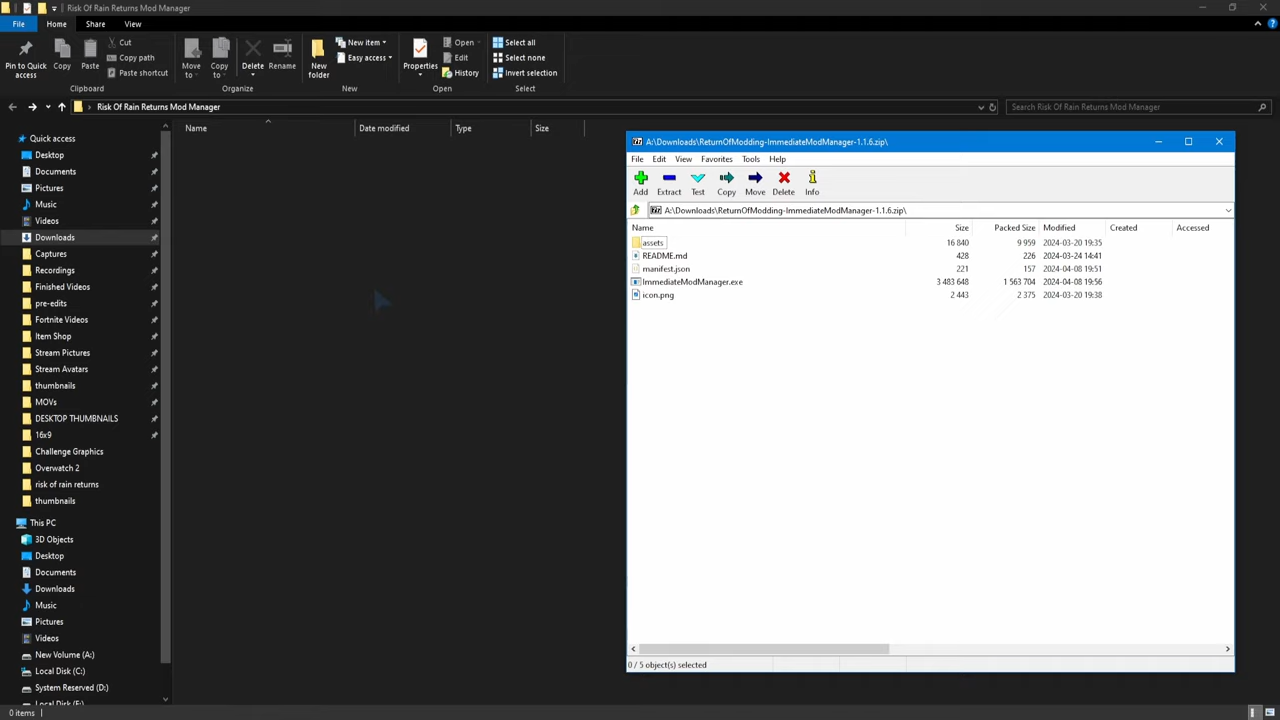 Risk Of Rain Returns Mod Manager
File Home Share View
Pin to Quick access
Copy
Paste
Cut
Copy path
Paste shortcut
Clipboard
Move to
Copy to
Delete
Rename
Organize
New folder
New item
Easy access
New
Properties
Open
Edit
History
Open
Select all
Select none
Invert selection
Select
Risk Of Rain Returns Mod Manager
Search Risk Of Rain Returns Mod Manager
Name Date modified Type Size
Quick access
Desktop
Documents
Pictures
Music
Videos
Downloads
Captures
Recordings
Finished Videos
pre-edits
Fortnite Videos
Item Shop
Stream Pictures
Stream Avatars
thumbnails
MOVs
DESKTOP THUMBNAILS
16x9
Challenge Graphics
Overwatch 2
risk of rain returns
thumbnails
This PC
3D Objects
Desktop
Documents
Downloads
Music
Pictures
Videos
New Volume (A:)
Local Disk (C:)
System Reserved (D:)
Local Disk (E:)
0 items
A:\Downloads\ReturnOfModding-ImmediateModManager-1.1.6.zip\
File Edit View Favorites Tools Help
Add Extract Test Copy Move Delete Info
A:\Downloads\ReturnOfModding-ImmediateModManager-1.1.6.zip\
Name Size Packed Size Modified Created Accessed
assets 16 840 9 959 2024-03-20 19:35
README.md 428 226 2024-03-24 14:41
manifest.json 221 157 2024-04-08 19:51
ImmediateModManager.exe 3 483 648 1 563 704 2024-04-08 19:56
icon.png 2 443 2 375 2024-03-20 19:38
0 / 5 object(s) selected